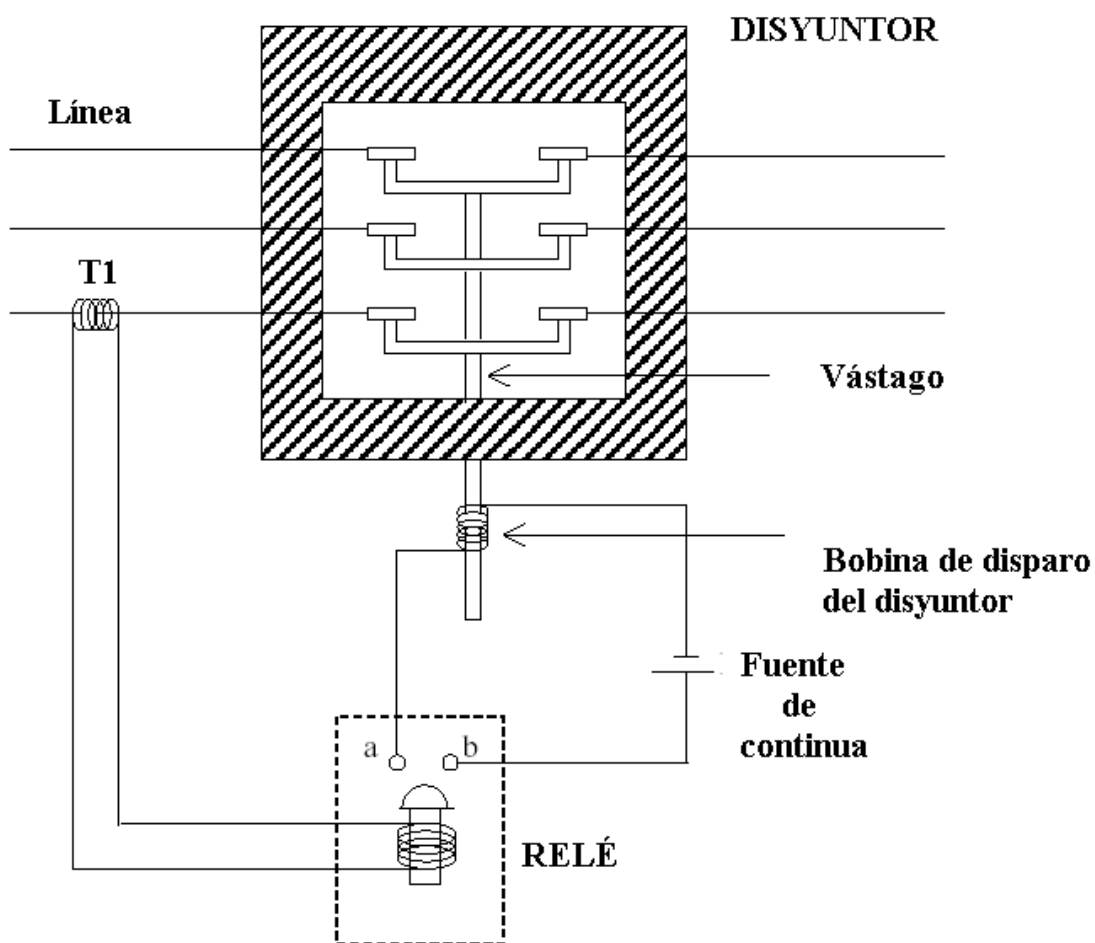 DISYUNTOR
Línea
T1
Vástago
Bobina de disparo
del disyuntor
Fuente
de
continua
a
b
RELÉ